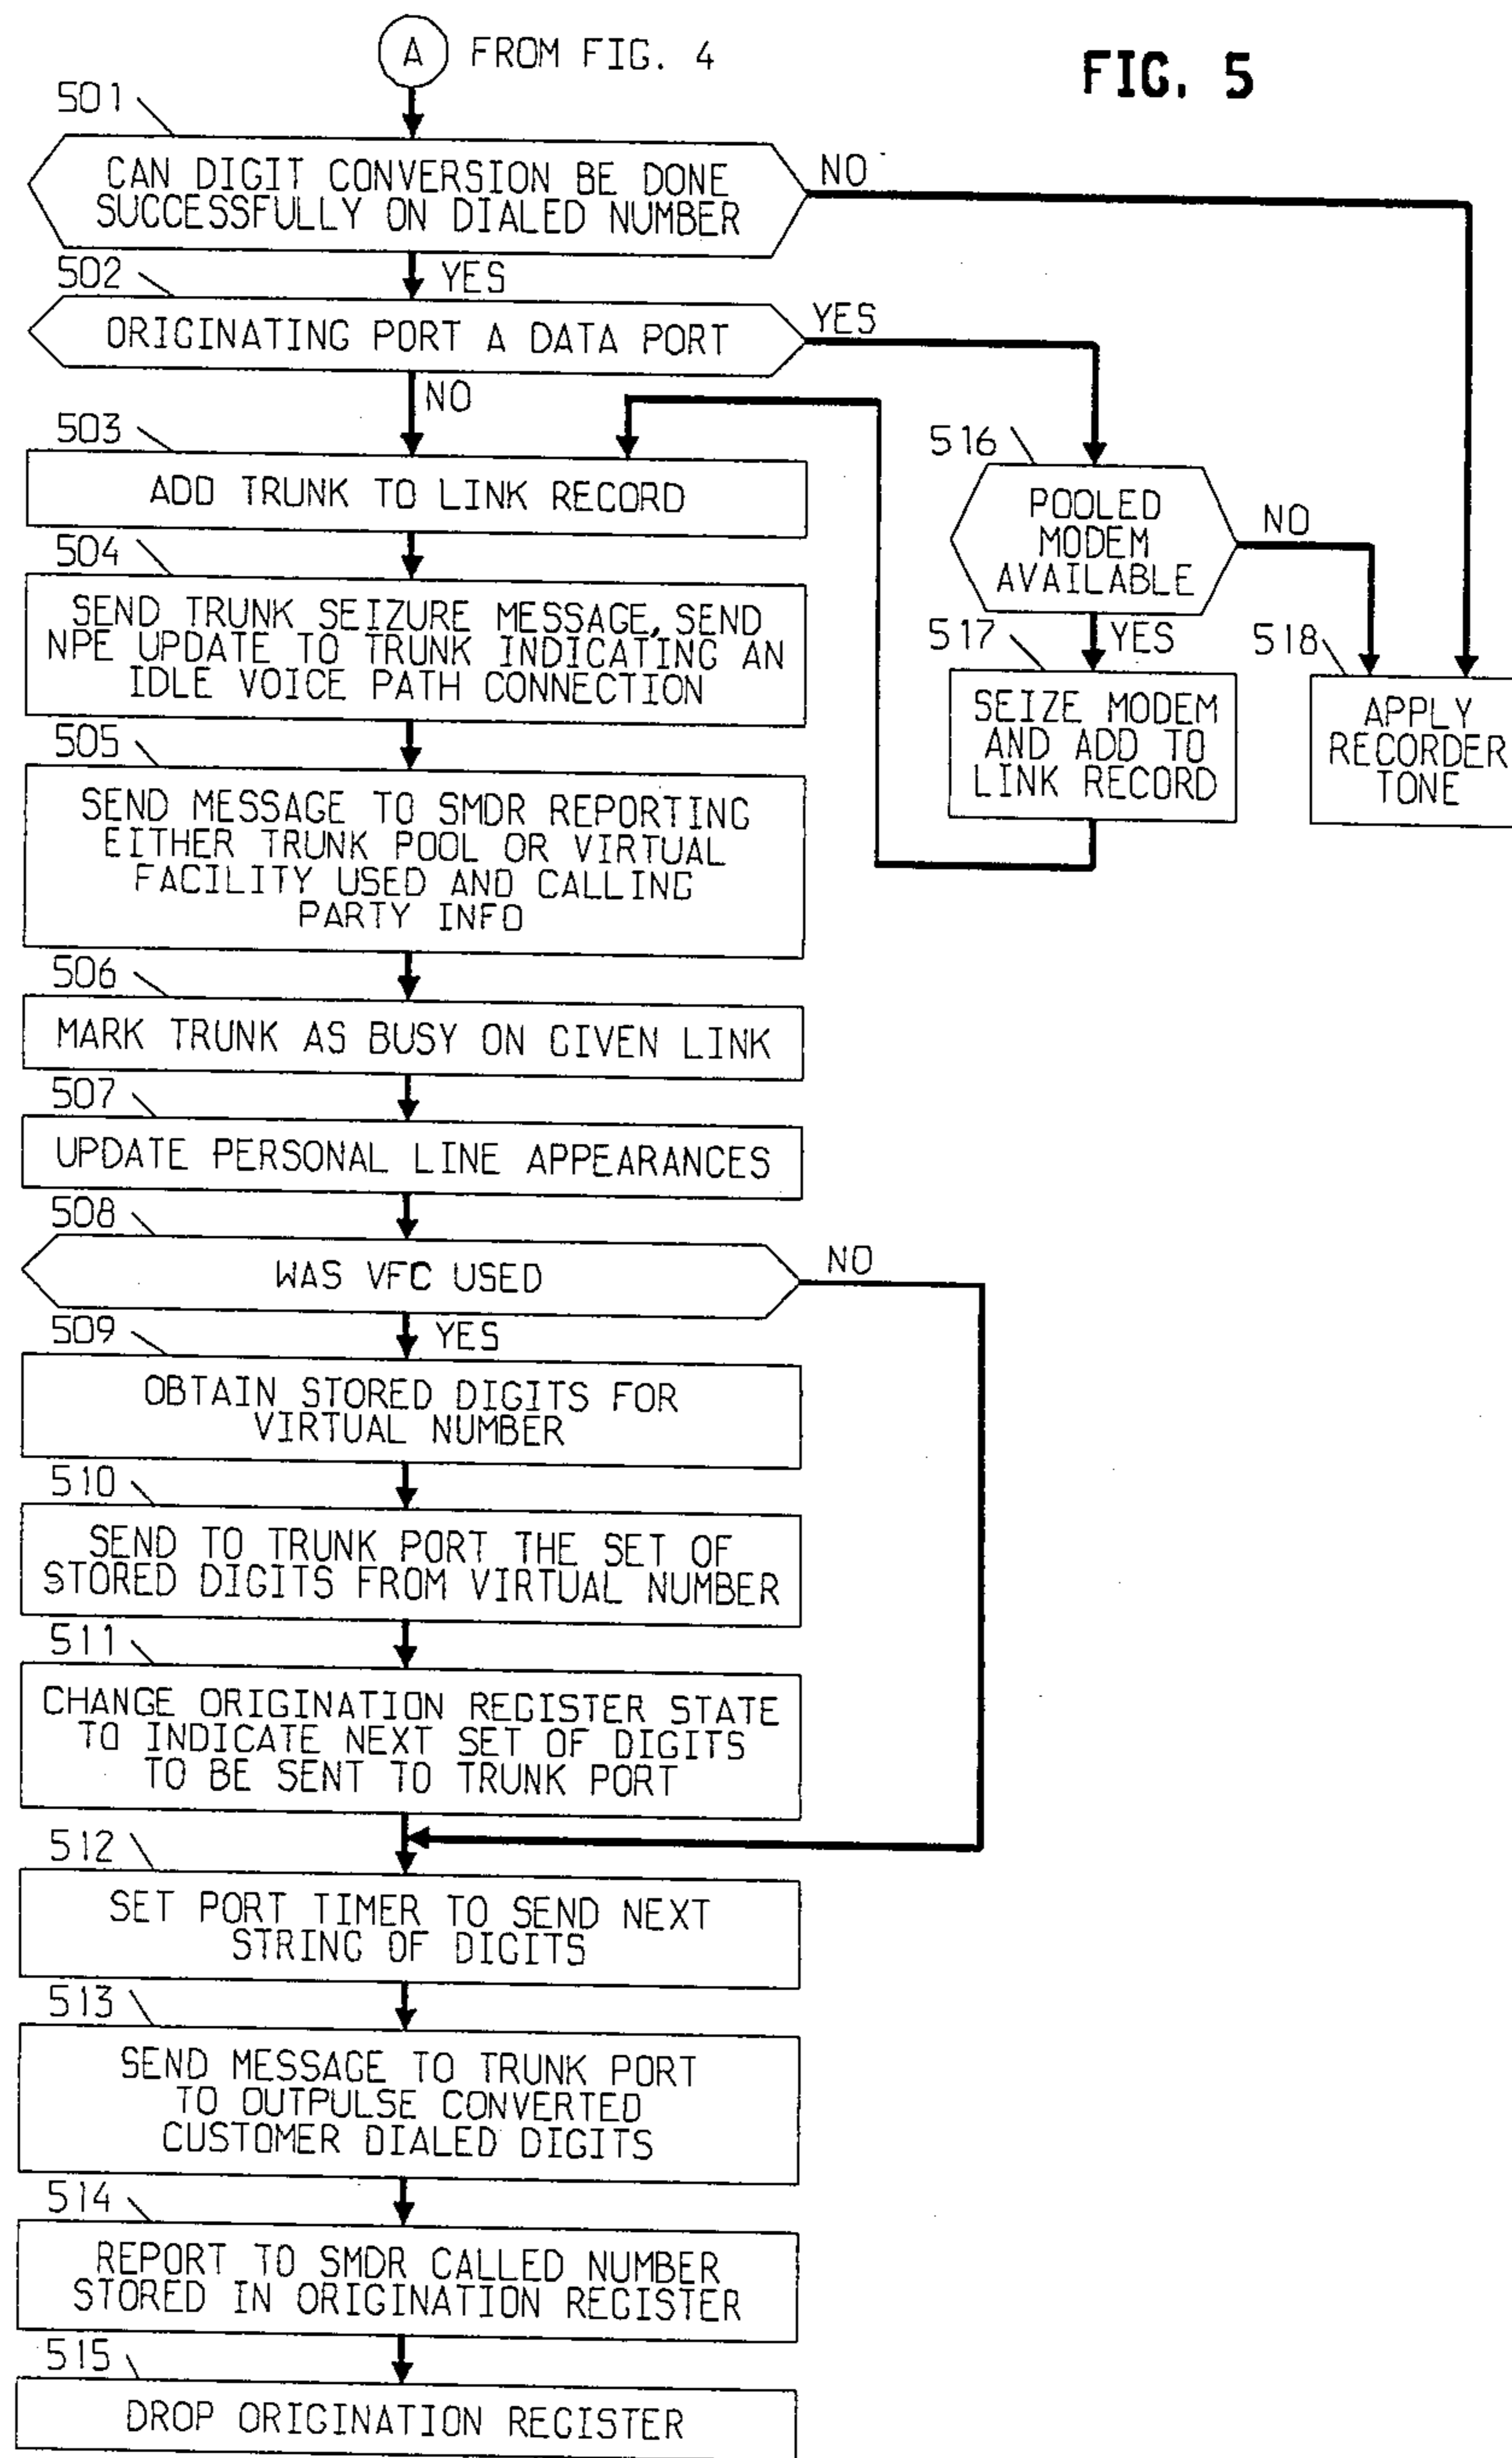 A FROM FIG. 4
FIG. 5
501
CAN DIGIT CONVERSION BE DONE
SUCCESSFULLY ON DIALED NUMBER
NO
YES
502
ORIGINATING PORT A DATA PORT
YES
NO
503
ADD TRUNK TO LINK RECORD
516
POOLED
MODEM
AVAILABLE
NO
YES
504
SEND TRUNK SEIZURE MESSAGE, SEND
NPE UPDATE TO TRUNK INDICATING AN
IDLE VOICE PATH CONNECTION
517
SEIZE MODEM
AND ADD TO
LINK RECORD
518
APPLY
RECORDER
TONE
505
SEND MESSAGE TO SMDR REPORTING
EITHER TRUNK POOL OR VIRTUAL
FACILITY USED AND CALLING
PARTY INFO
506
MARK TRUNK AS BUSY ON GIVEN LINK
507
UPDATE PERSONAL LINE APPEARANCES
508
WAS VFC USED
NO
YES
509
OBTAIN STORED DIGITS FOR
VIRTUAL NUMBER
510
SEND TO TRUNK PORT THE SET OF
STORED DIGITS FROM VIRTUAL NUMBER
511
CHANGE ORIGINATION REGISTER STATE
TO INDICATE NEXT SET OF DIGITS
TO BE SENT TO TRUNK PORT
512
SET PORT TIMER TO SEND NEXT
STRING OF DIGITS
513
SEND MESSAGE TO TRUNK PORT
TO OUTPULSE CONVERTED
CUSTOMER DIALED DIGITS
514
REPORT TO SMDR CALLED NUMBER
STORED IN ORIGINATION REGISTER
515
DROP ORIGINATION REGISTER